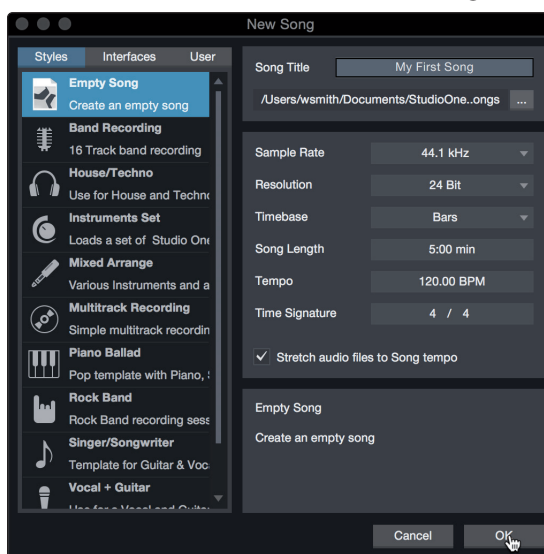 New Song
Styles Interfaces User
Empty Song
Create an empty song
Band Recording
16 Track band recording
House/Techno
Use for House and Techno
Instruments Set
Loads a set of Studio One
Mixed Arrange
Various Instruments and a
Multitrack Recording
Simple multitrack recordin
Piano Ballad
Pop template with Piano,
Rock Band
Rock Band recording sess
Singer/Songwriter
Template for Guitar & Voc
Vocal + Guitar
Song Title My First Song
/Users/wsmith/Documents/StudioOne..ongs ...
Sample Rate 44.1 kHz
Resolution 24 Bit
Timebase Bars
Song Length 5:00 min
Tempo 120.00 BPM
Time Signature 4 / 4
Stretch audio files to Song tempo
Empty Song
Create an empty song
Cancel OK